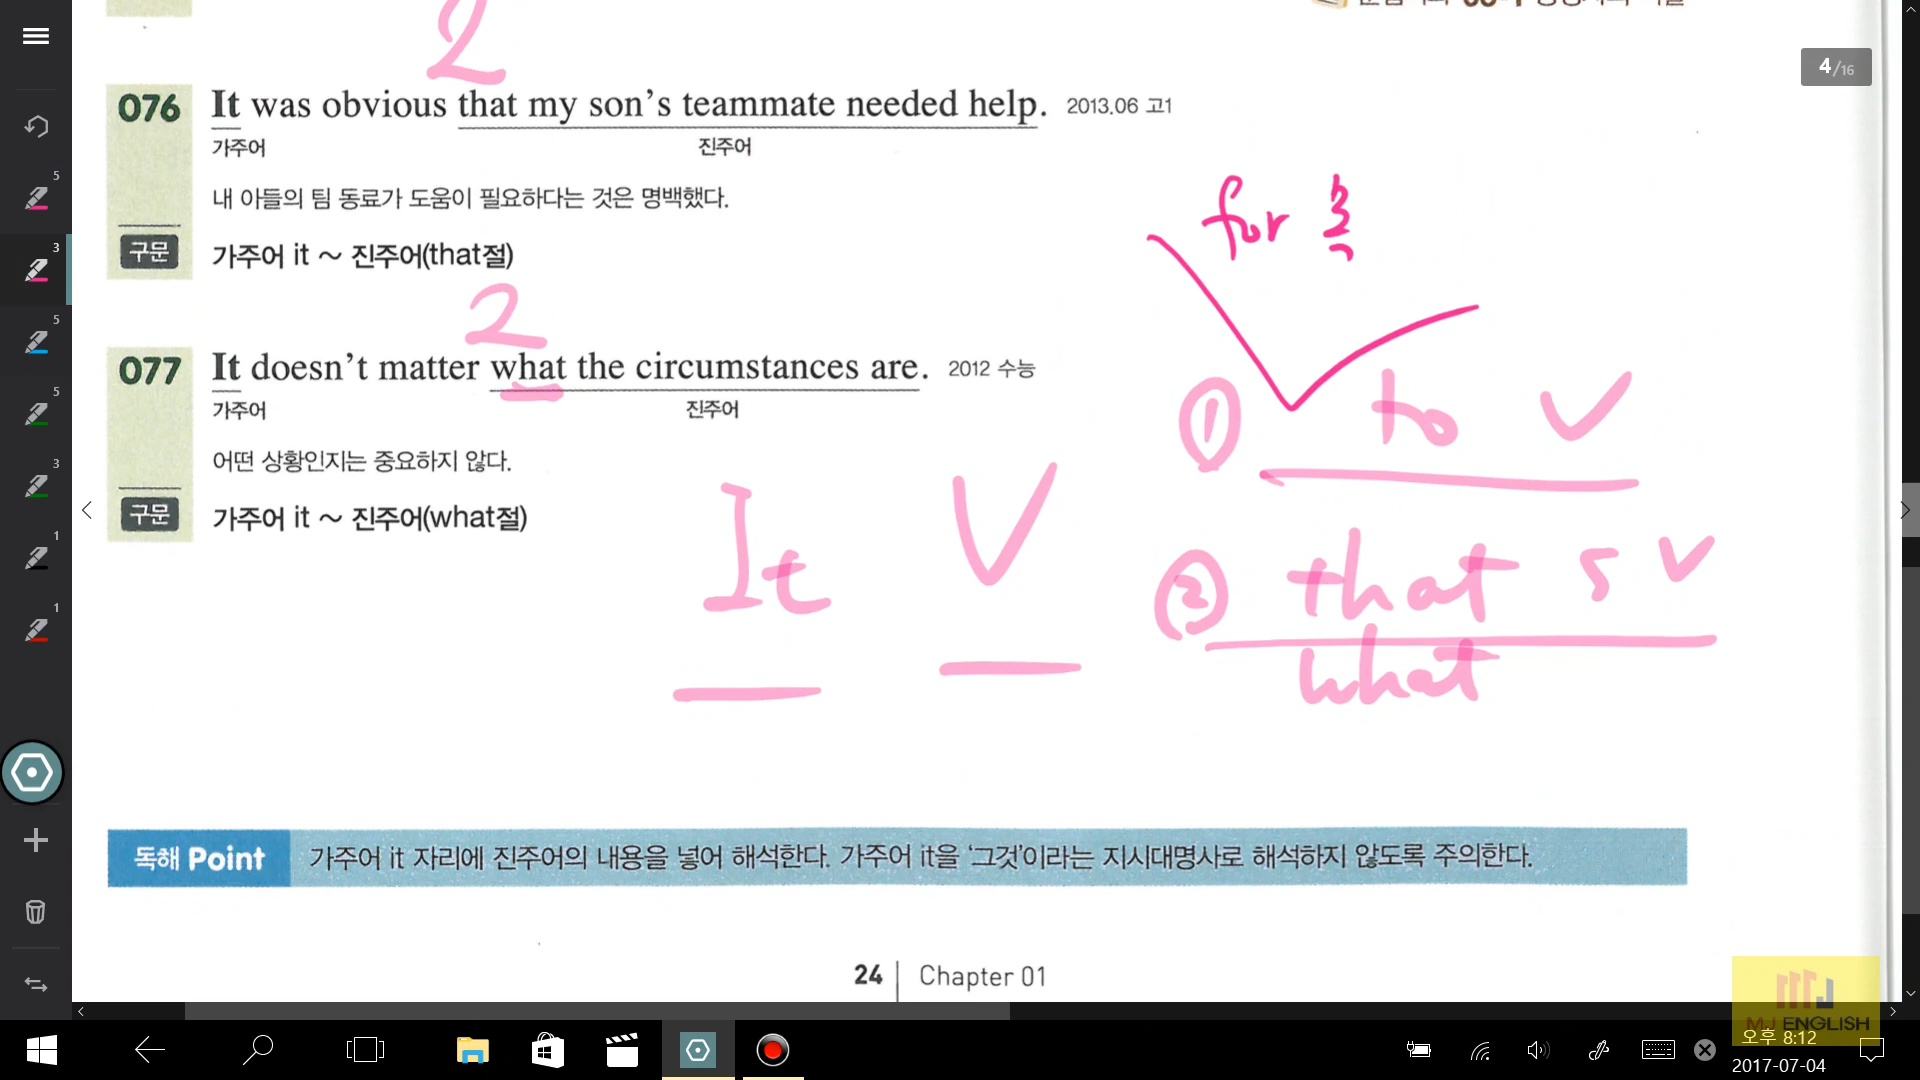 4/16
2
076 It was obvious that my son's teammate needed help. 2013.06 고1
가주어 진주어
내 아들의 팀 동료가 도움이 필요하다는 것은 명백했다.
구문 가주어 it ~ 진주어(that절)
for
2
077 It doesn't matter what the circumstances are. 2012 수능
가주어 진주어
어떤 상황인지는 중요하지 않다.
구문 가주어 it ~ 진주어(what절)
① to V
It V
② that S V
what
독해 Point 가주어 it 자리에 진주어의 내용을 넣어 해석한다. 가주어 it을 '그것'이라는 지시대명사로 해석하지 않도록 주의한다.
24 Chapter 01
5
3
5
5
3
1
1
MJ ENGLISH
오후 8:12
2017-07-04